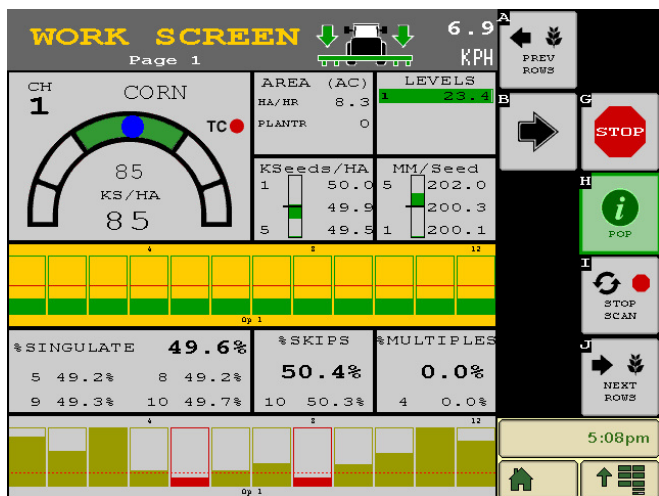 WORK SCREEN
Page 1
6.9
KPH
CH
1
CORN
TC
85
KS/HA
85
AREA (AC)
HA/HR 8.3
PLANTR 0
LEVELS
1 23.4
KSeeds/HA
1 50.0
49.9
5 49.5
MM/Seed
5 202.0
200.3
1 200.1
4 8 12
Op 1
%SINGULATE 49.6%
5 49.2% 8 49.2%
9 49.3% 10 49.7%
%SKIPS
50.4%
10 50.3%
%MULTIPLES
0.0%
4 0.0%
4 8 12
Op 1
A
PREV
ROWS
B
G
STOP
H
i
POP
I
STOP
SCAN
J
NEXT
ROWS
5:08pm